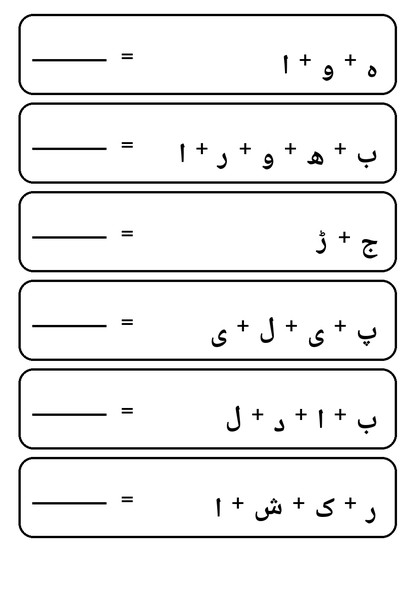 ہ + و + ا = ______
ب + ھ + و + ر + ا = ______
ج + ڑ = ______
پ + ی + ل + ی = ______
ب + ا + د + ل = ______
ر + ک + ش + ا = ______